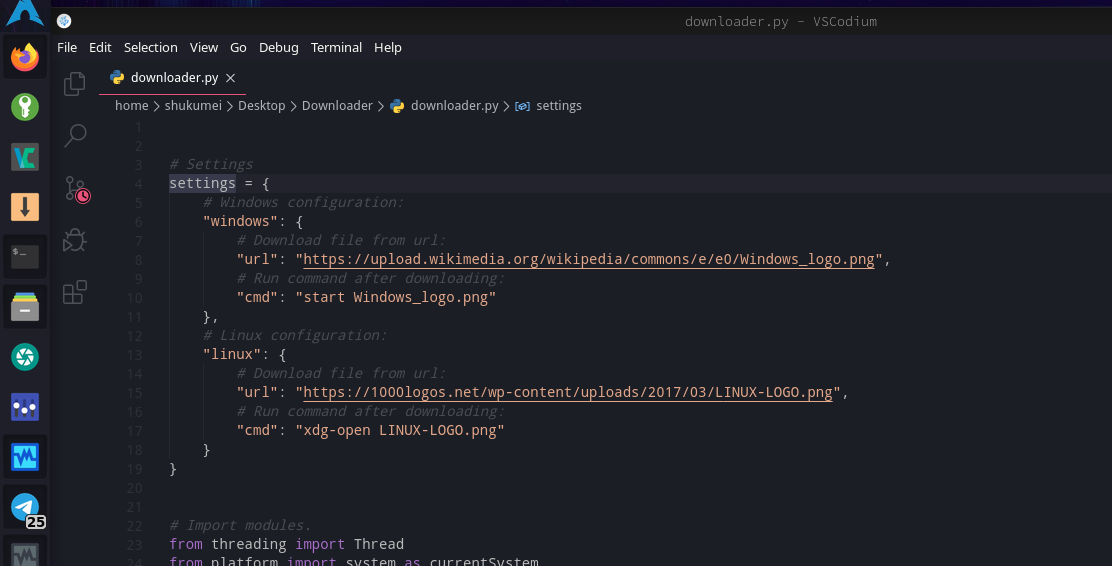 downloader.py - VSCodium
File Edit Selection View Go Debug Terminal Help
downloader.py
home > shukumei > Desktop > Downloader > downloader.py > settings
1
2
3 # Settings
4 settings = {
5 # Windows configuration:
6 "windows": {
7 # Download file from url:
8 "url": "https://upload.wikimedia.org/wikipedia/commons/e/e0/Windows_logo.png",
9 # Run command after downloading:
10 "cmd": "start Windows_logo.png"
11 },
12 # Linux configuration:
13 "linux": {
14 # Download file from url:
15 "url": "https://1000logos.net/wp-content/uploads/2017/03/LINUX-LOGO.png",
16 # Run command after downloading:
17 "cmd": "xdg-open LINUX-LOGO.png"
18 }
19 }
20
21
22 # Import modules.
23 from threading import Thread
24 from platform import system as currentSystem
VC
$_
25